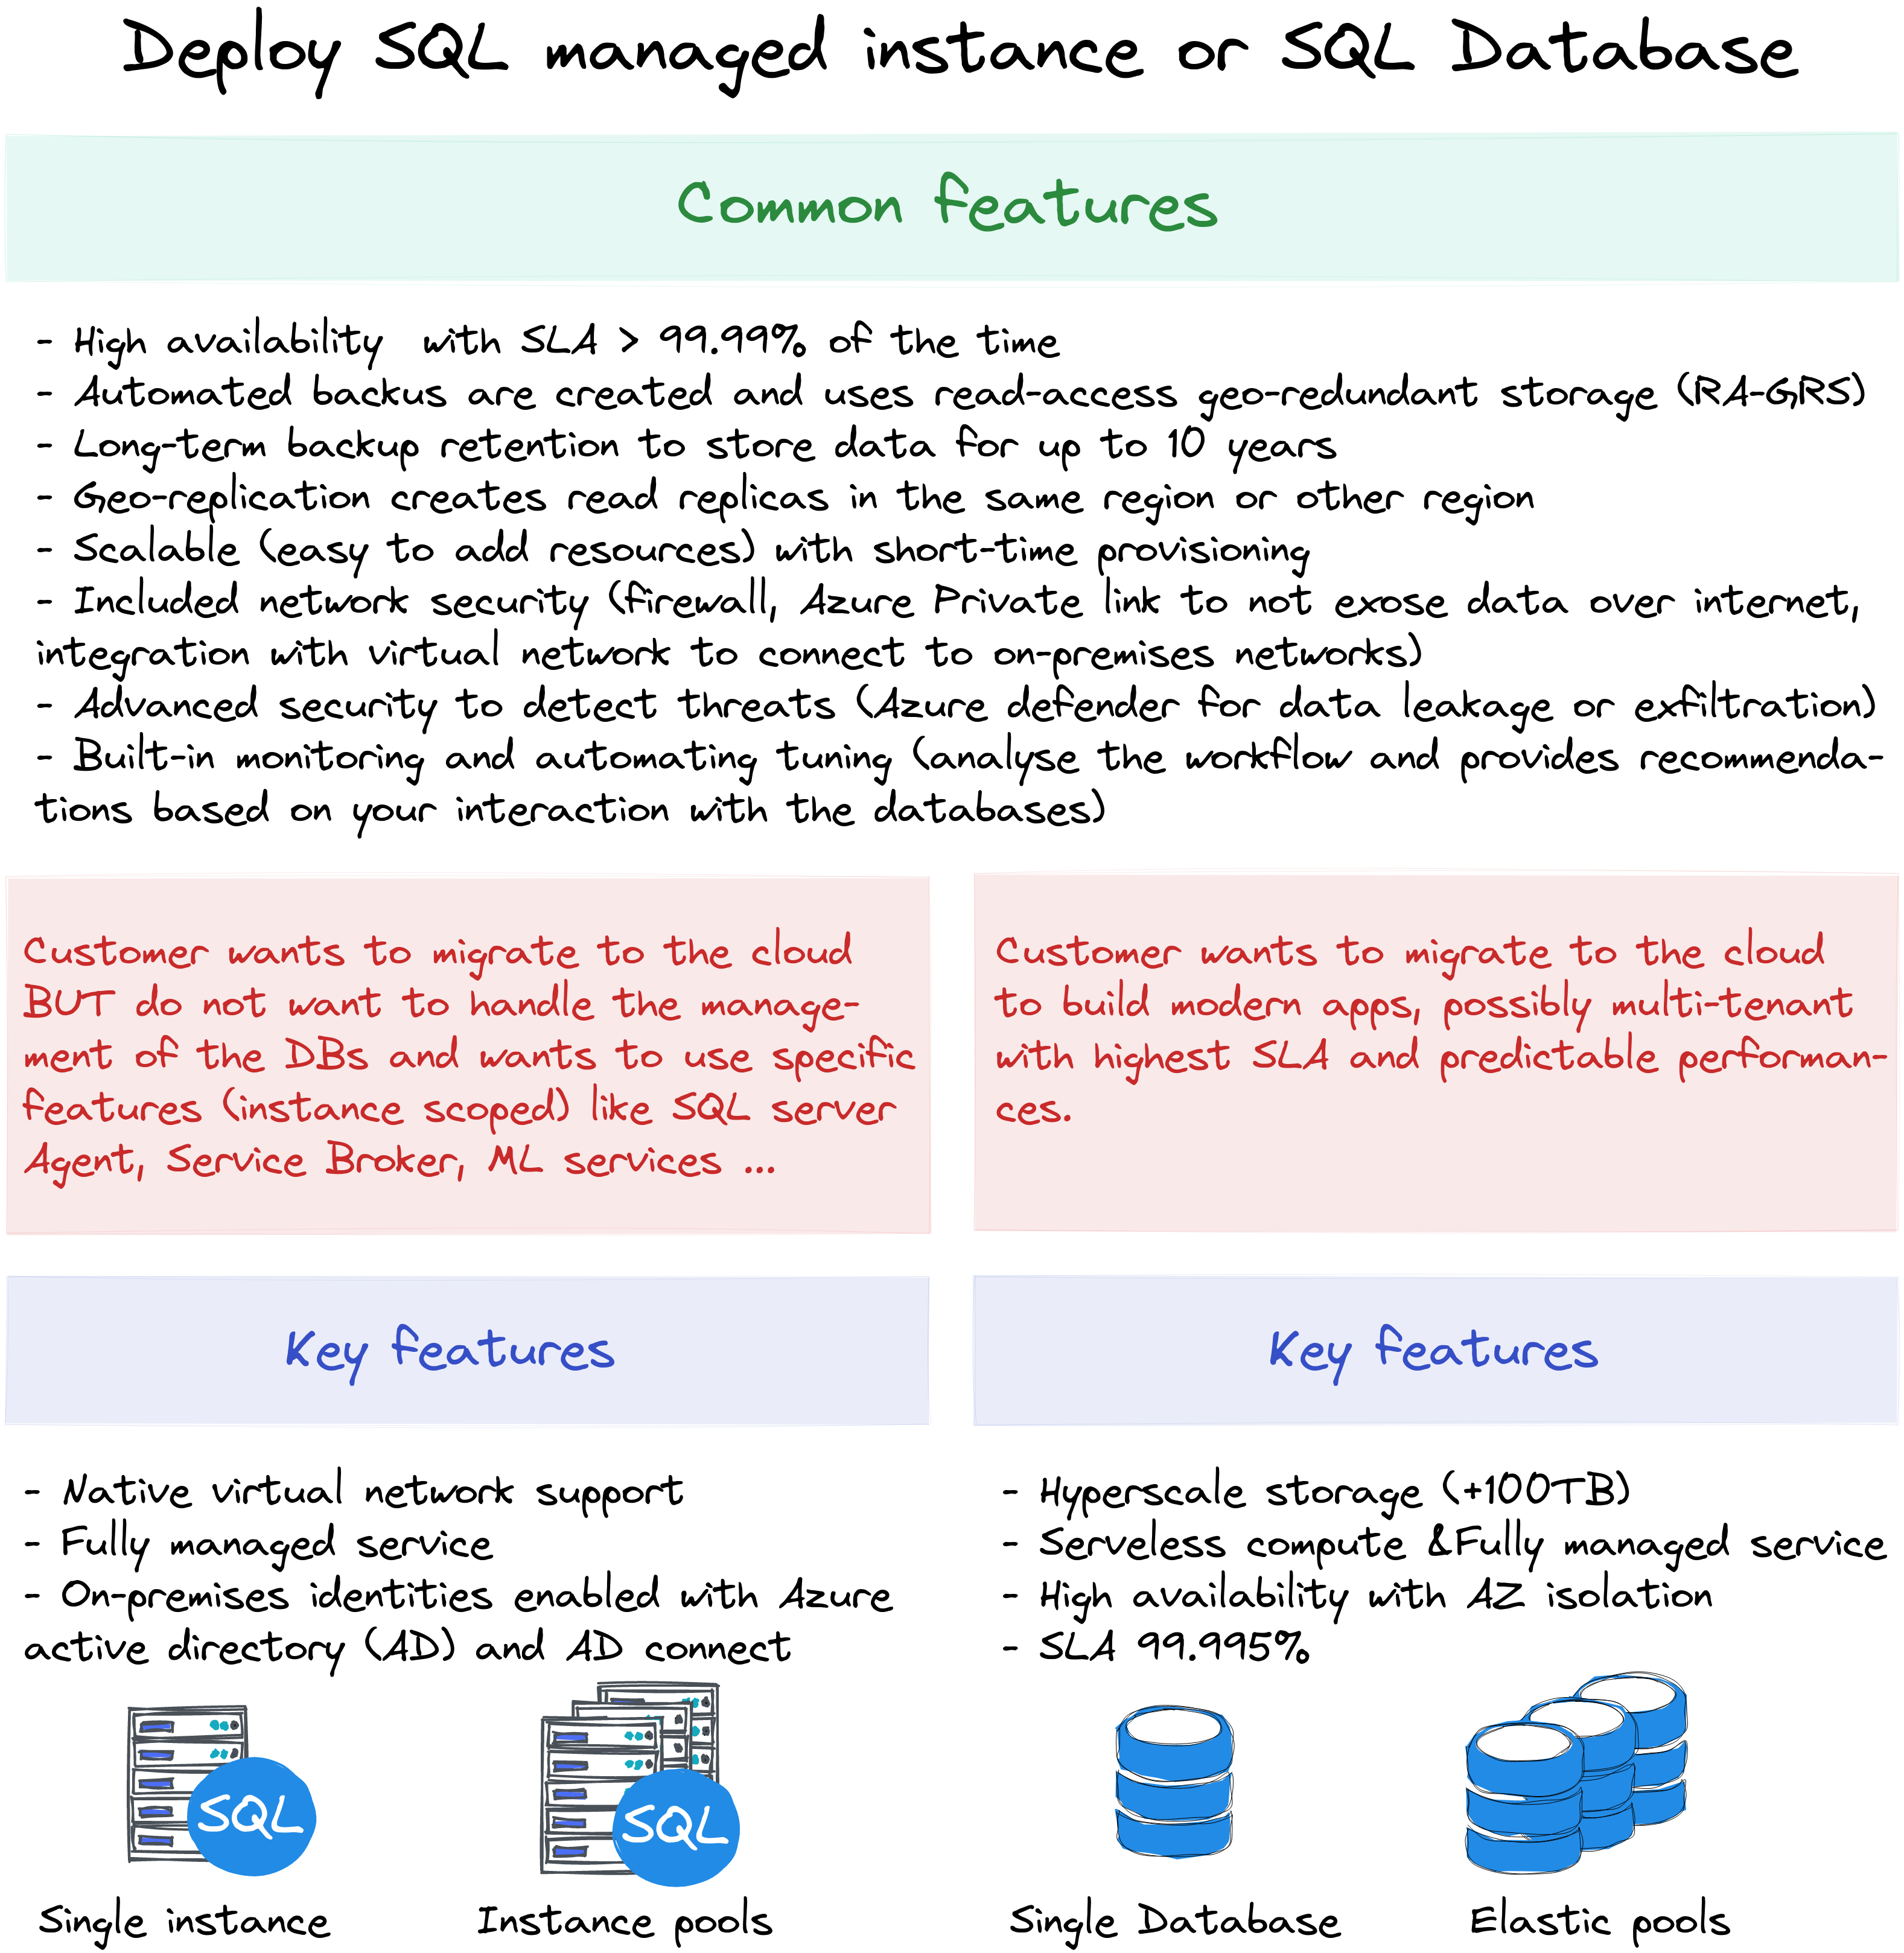 Deploy SQL managed instance or SQL Database
Common features
- High availability with SLA > 99.99% of the time
- Automated backus are created and uses read-access geo-redundant storage (RA-GRS)
- Long-term backup retention to store data for up to 10 years
- Geo-replication creates read replicas in the same region or other region
- Scalable (easy to add resources) with short-time provisioning
- Included network security (firewall, Azure Private link to not exose data over internet,
integration with virtual network to connect to on-premises networks)
- Advanced security to detect threats (Azure defender for data leakage or exfiltration)
- Built-in monitoring and automating tuning (analyse the workflow and provides recommenda-
tions based on your interaction with the databases)
Customer wants to migrate to the cloud
BUT do not want to handle the manage-
ment of the DBs and wants to use specific
features (instance scoped) like SQL server
Agent, Service Broker, ML services ...
Customer wants to migrate to the cloud
to build modern apps, possibly multi-tenant
with highest SLA and predictable performan-
ces.
Key features
- Native virtual network support
- Fully managed service
- On-premises identities enabled with Azure
active directory (AD) and AD connect
SQL
Single instance
SQL
Instance pools
Key features
- Hyperscale storage (+100TB)
- Serveless compute &Fully managed service
- High availability with AZ isolation
- SLA 99.995%
Single Database
Elastic pools